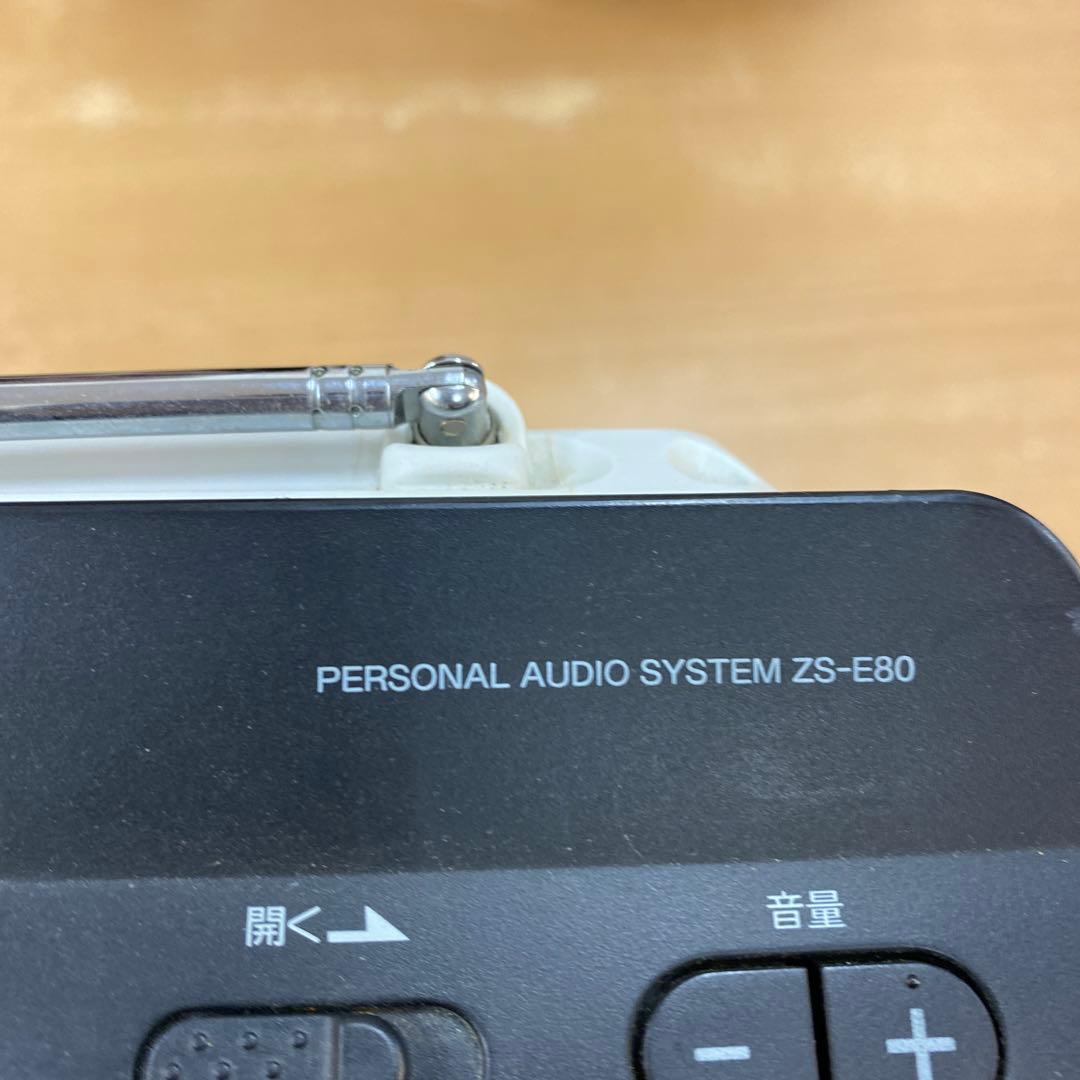 PERSONAL AUDIO SYSTEM ZS-E80
開く
音量
− +